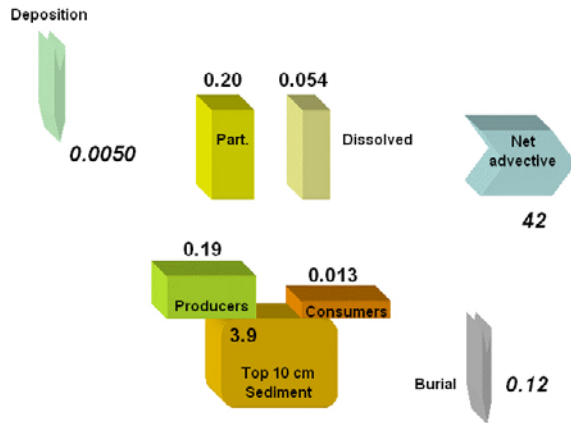 Deposition
0.0050
0.20
0.054
Part.
Dissolved
Net
advective
42
0.19
0.013
Producers
Consumers
3.9
Top 10 cm
Sediment
Burial
0.12